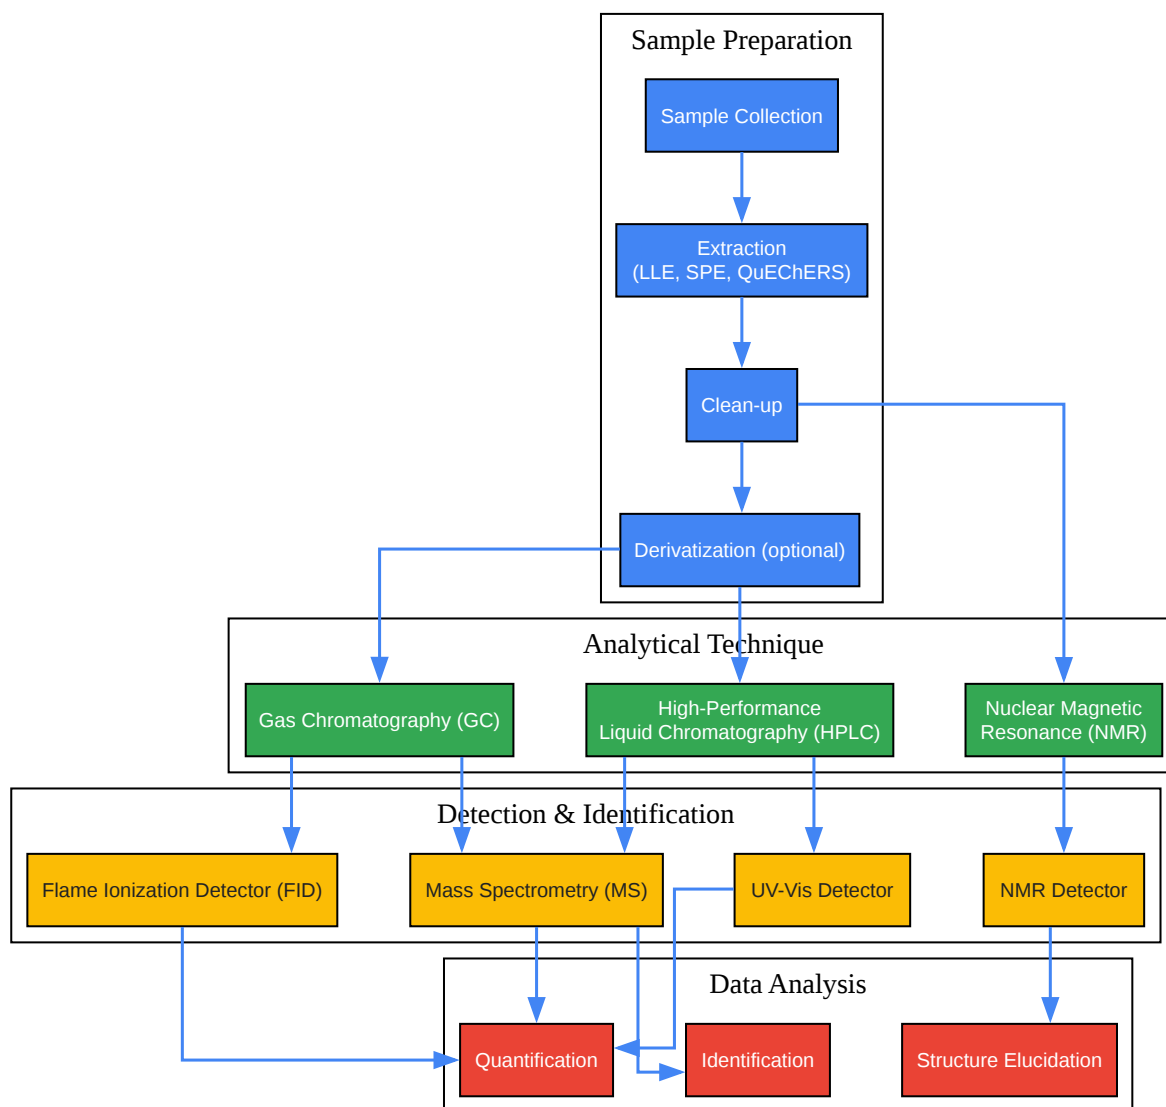 Sample Preparation
Sample Collection
Extraction
(LLE, SPE, QuEChERS)
Clean-up
Derivatization (optional)
Analytical Technique
Gas Chromatography (GC)
High-Performance
Liquid Chromatography (HPLC)
Nuclear Magnetic
Resonance (NMR)
Detection & Identification
Flame Ionization Detector (FID)
Mass Spectrometry (MS)
UV-Vis Detector
NMR Detector
Data Analysis
Quantification
Identification
Structure Elucidation